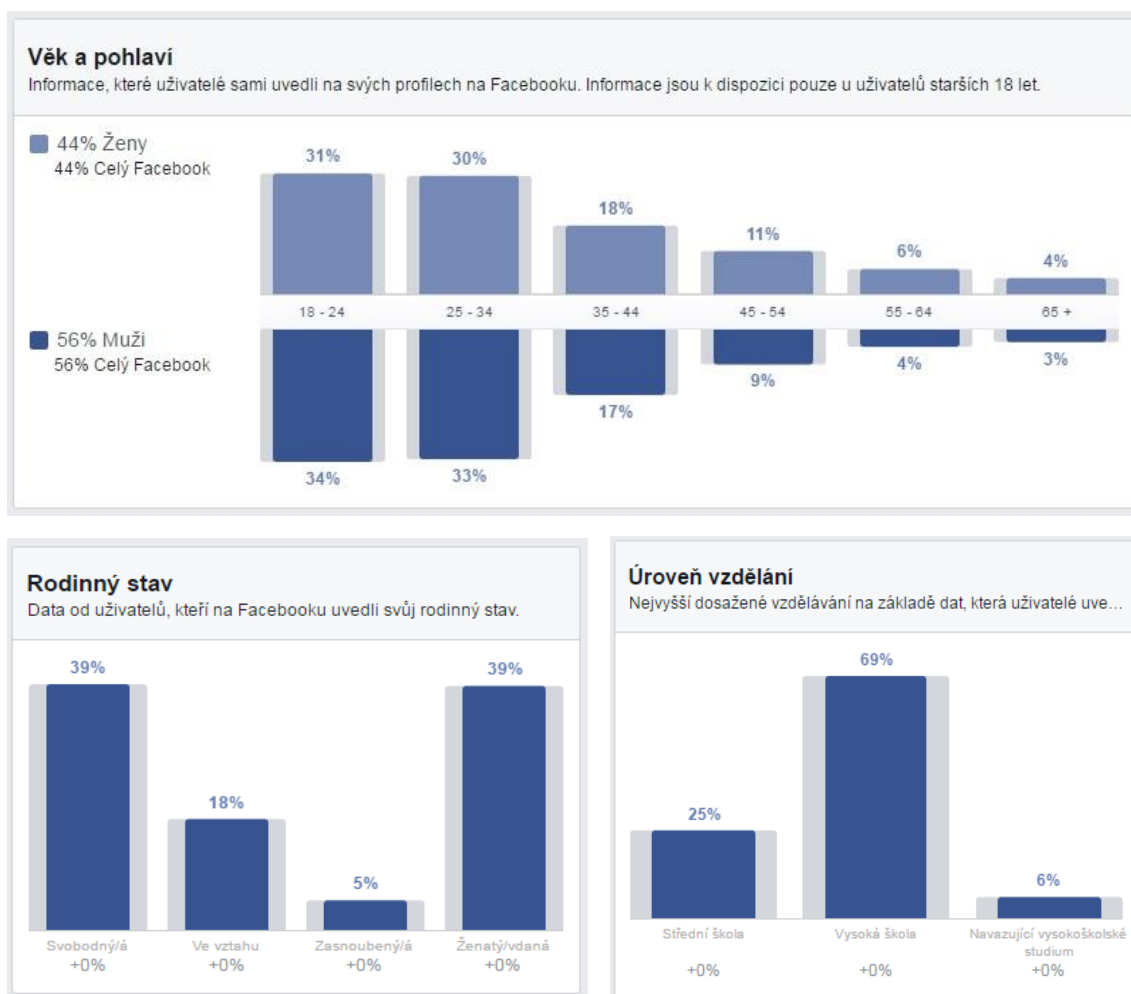 Věk a pohlaví
Informace, které uživatelé sami uvedli na svých profilech na Facebooku. Informace jsou k dispozici pouze u uživatelů starších 18 let.
44% Ženy
44% Celý Facebook
31% 30% 18% 11% 6% 4%
18 - 24 25 - 34 35 - 44 45 - 54 55 - 64 65 +
56% Muži
56% Celý Facebook
34% 33% 17% 9% 4% 3%
Rodinný stav
Data od uživatelů, kteří na Facebooku uvedli svůj rodinný stav.
39% 18% 5% 39%
Svobodný/á Ve vztahu Zasnoubený/á Ženatý/vdaná
+0% +0% +0% +0%
Úroveň vzdělání
Nejvyšší dosažené vzdělávání na základě dat, která uživatelé uve...
25% 69% 6%
Střední škola Vysoká škola Navazující vysokoškolské
studium
+0% +0% +0%